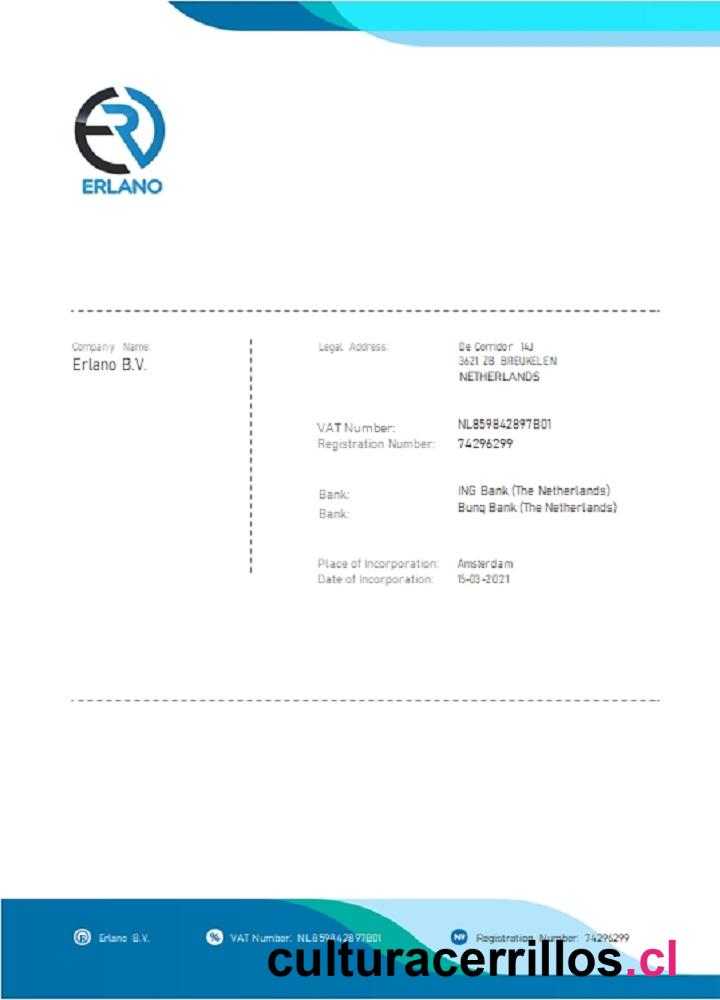 ERLANO
Company Name:
Erlano B.V.
Legal Address:
De Corridor 14J
3621 ZB BREUKELEN
NETHERLANDS
VAT Number:
NL859842897B01
Registration Number:
74296299
Bank:
ING Bank (The Netherlands)
Bank:
Bunq Bank (The Netherlands)
Place of Incorporation:
Amsterdam
Date of Incorporation:
15-03-2021
Erlano B.V.
% VAT Number: NL859842897B01
NR Registration Number: 74296299
culturacerrillos.cl